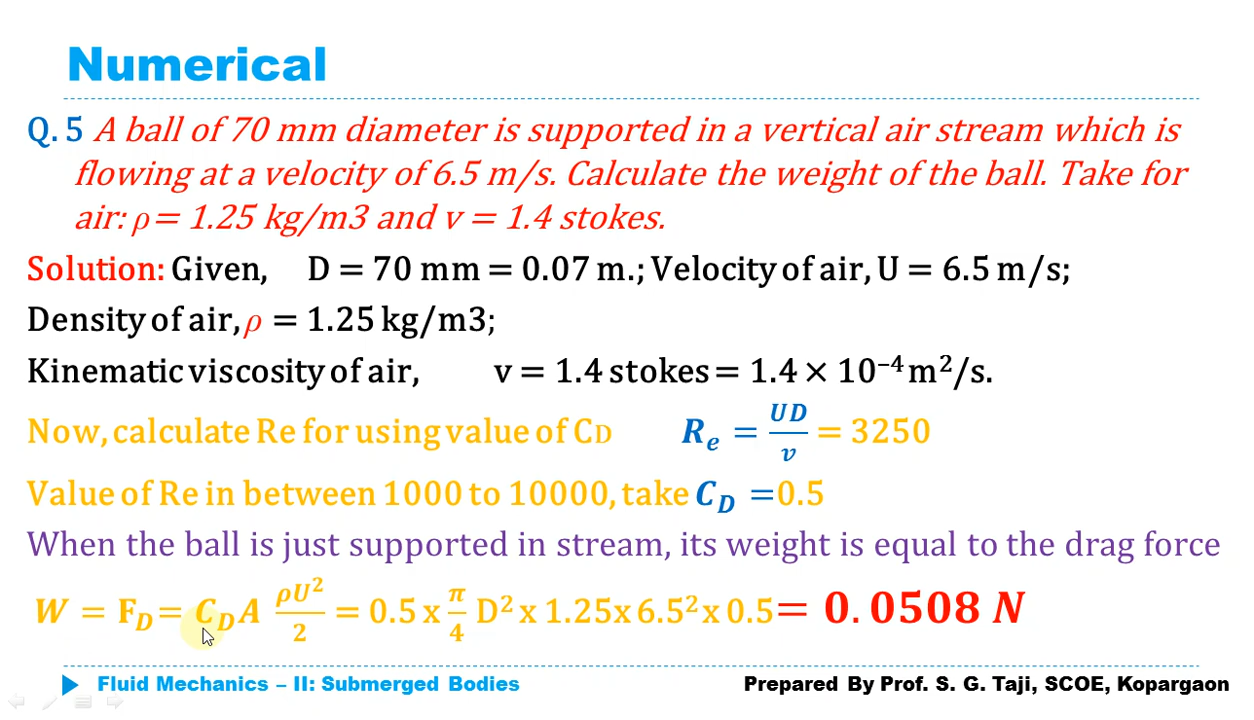 Numerical
Q. 5 A ball of 70 mm diameter is supported in a vertical air stream which is
flowing at a velocity of 6.5 m/s. Calculate the weight of the ball. Take for
air: ρ = 1.25 kg/m3 and v = 1.4 stokes.
Solution: Given, D = 70 mm = 0.07 m.; Velocity of air, U = 6.5 m/s;
Density of air, ρ = 1.25 kg/m3;
Kinematic viscosity of air, v = 1.4 stokes = 1.4 × 10⁻⁴ m²/s.
Now, calculate Re for using value of CD Rₑ = UD/v = 3250
Value of Re in between 1000 to 10000, take C_D = 0.5
When the ball is just supported in stream, its weight is equal to the drag force
W = F_D = C_D A ρU²/2 = 0.5 x π/4 D² x 1.25x 6.5² x 0.5 = 0.0508 N
Fluid Mechanics – II: Submerged Bodies Prepared By Prof. S. G. Taji, SCOE, Kopargaon